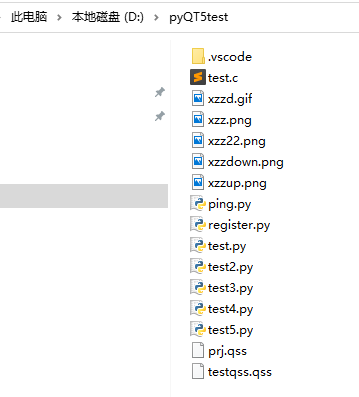 此电脑 > 本地磁盘 (D:) > pyQT5test
.vscode
test.c
xzzd.gif
xzz.png
xzz22.png
xzzdown.png
xzzup.png
ping.py
register.py
test.py
test2.py
test3.py
test4.py
test5.py
prj.qss
testqss.qss